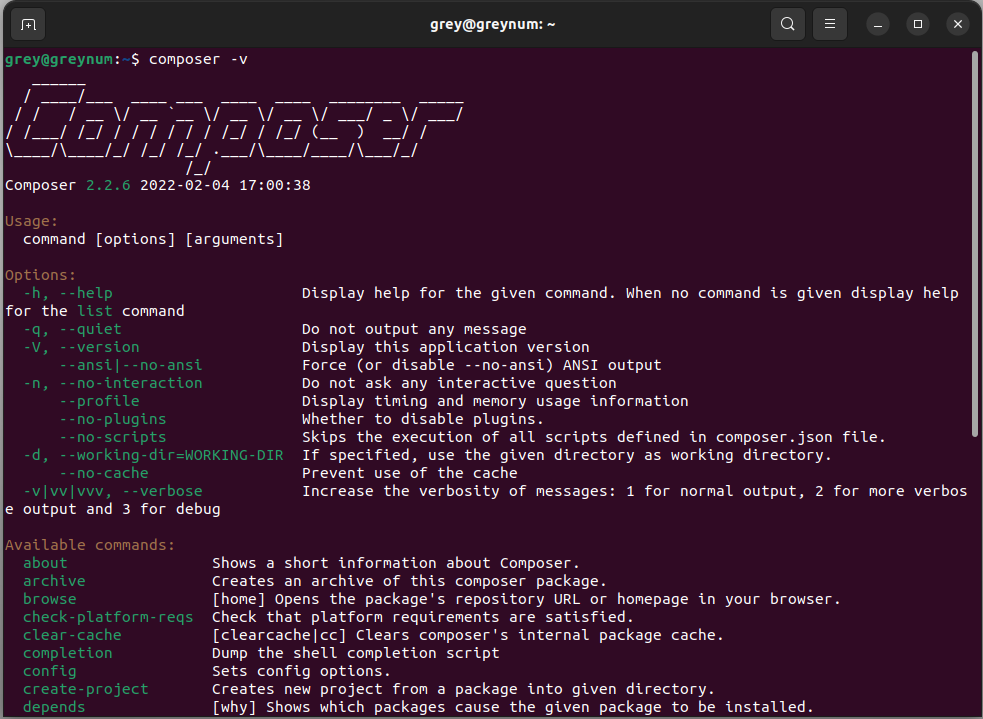 grey@greynum: ~
grey@greynum:~$ composer -v
   ______
  / ____/___  ____ ___  ____  ____  ________  _____
 / /   / __ \/ __ `__ \/ __ \/ __ \/ ___/ _ \/ ___/
/ /___/ /_/ / / / / / / /_/ / /_/ (__  )  __/ /
\____/\____/_/ /_/ /_/ .___/\____/____/\___/_/
                    /_/
Composer 2.2.6 2022-02-04 17:00:38
Usage:
  command [options] [arguments]
Options:
  -h, --help                     Display help for the given command. When no command is given display help
for the list command
  -q, --quiet                    Do not output any message
  -V, --version                  Display this application version
      --ansi|--no-ansi           Force (or disable --no-ansi) ANSI output
  -n, --no-interaction           Do not ask any interactive question
      --profile                  Display timing and memory usage information
      --no-plugins               Whether to disable plugins.
      --no-scripts               Skips the execution of all scripts defined in composer.json file.
  -d, --working-dir=WORKING-DIR  If specified, use the given directory as working directory.
      --no-cache                 Prevent use of the cache
  -v|vv|vvv, --verbose           Increase the verbosity of messages: 1 for normal output, 2 for more verbos
e output and 3 for debug
Available commands:
  about                Shows a short information about Composer.
  archive              Creates an archive of this composer package.
  browse               [home] Opens the package's repository URL or homepage in your browser.
  check-platform-reqs  Check that platform requirements are satisfied.
  clear-cache          [clearcache|cc] Clears composer's internal package cache.
  completion           Dump the shell completion script
  config               Sets config options.
  create-project       Creates new project from a package into given directory.
  depends              [why] Shows which packages cause the given package to be installed.